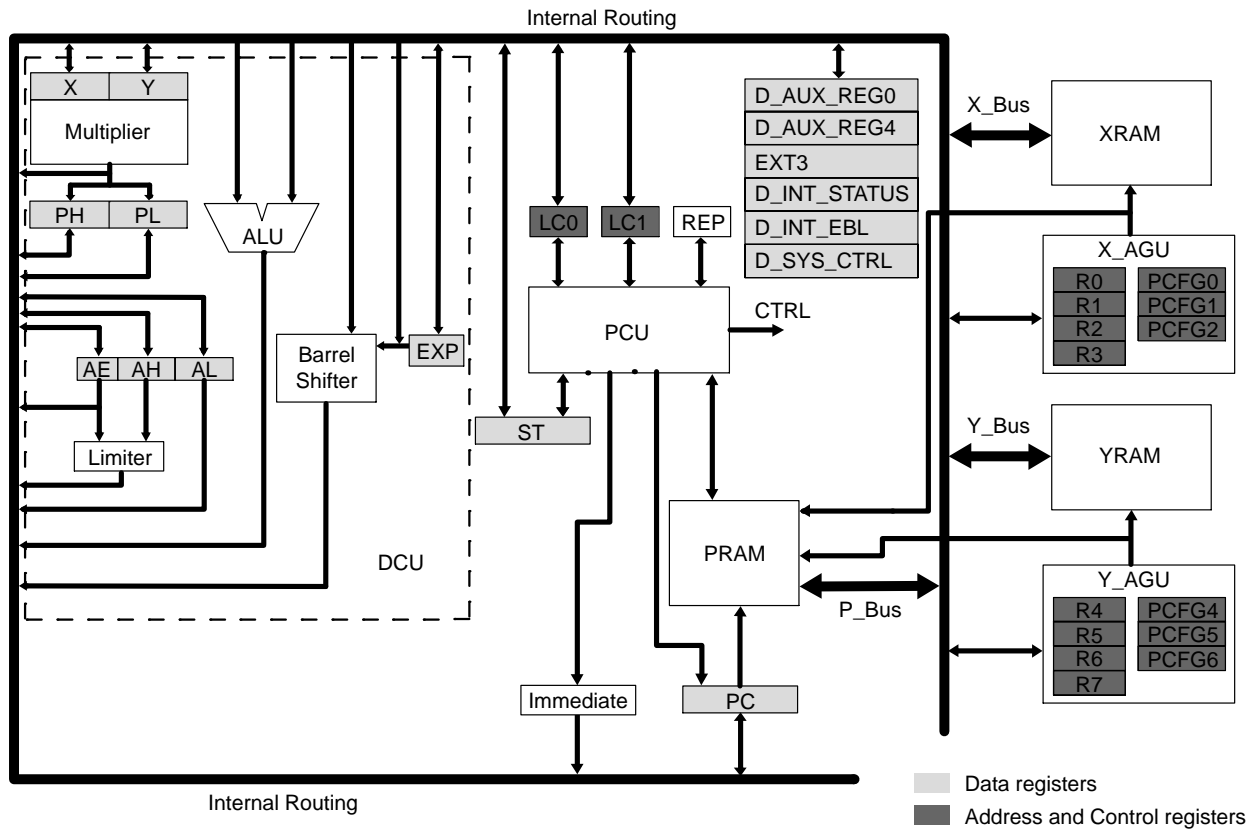 Internal Routing
X
Y
Multiplier
PH
PL
ALU
AE
AH
AL
Limiter
Barrel
Shifter
EXP
DCU
LC0
LC1
REP
PCU
CTRL
ST
D_AUX_REG0
D_AUX_REG4
EXT3
D_INT_STATUS
D_INT_EBL
D_SYS_CTRL
PRAM
P_Bus
Immediate
PC
X_Bus
XRAM
X_AGU
R0
R1
R2
R3
PCFG0
PCFG1
PCFG2
Y_Bus
YRAM
Y_AGU
R4
R5
R6
R7
PCFG4
PCFG5
PCFG6
Internal Routing
Data registers
Address and Control registers